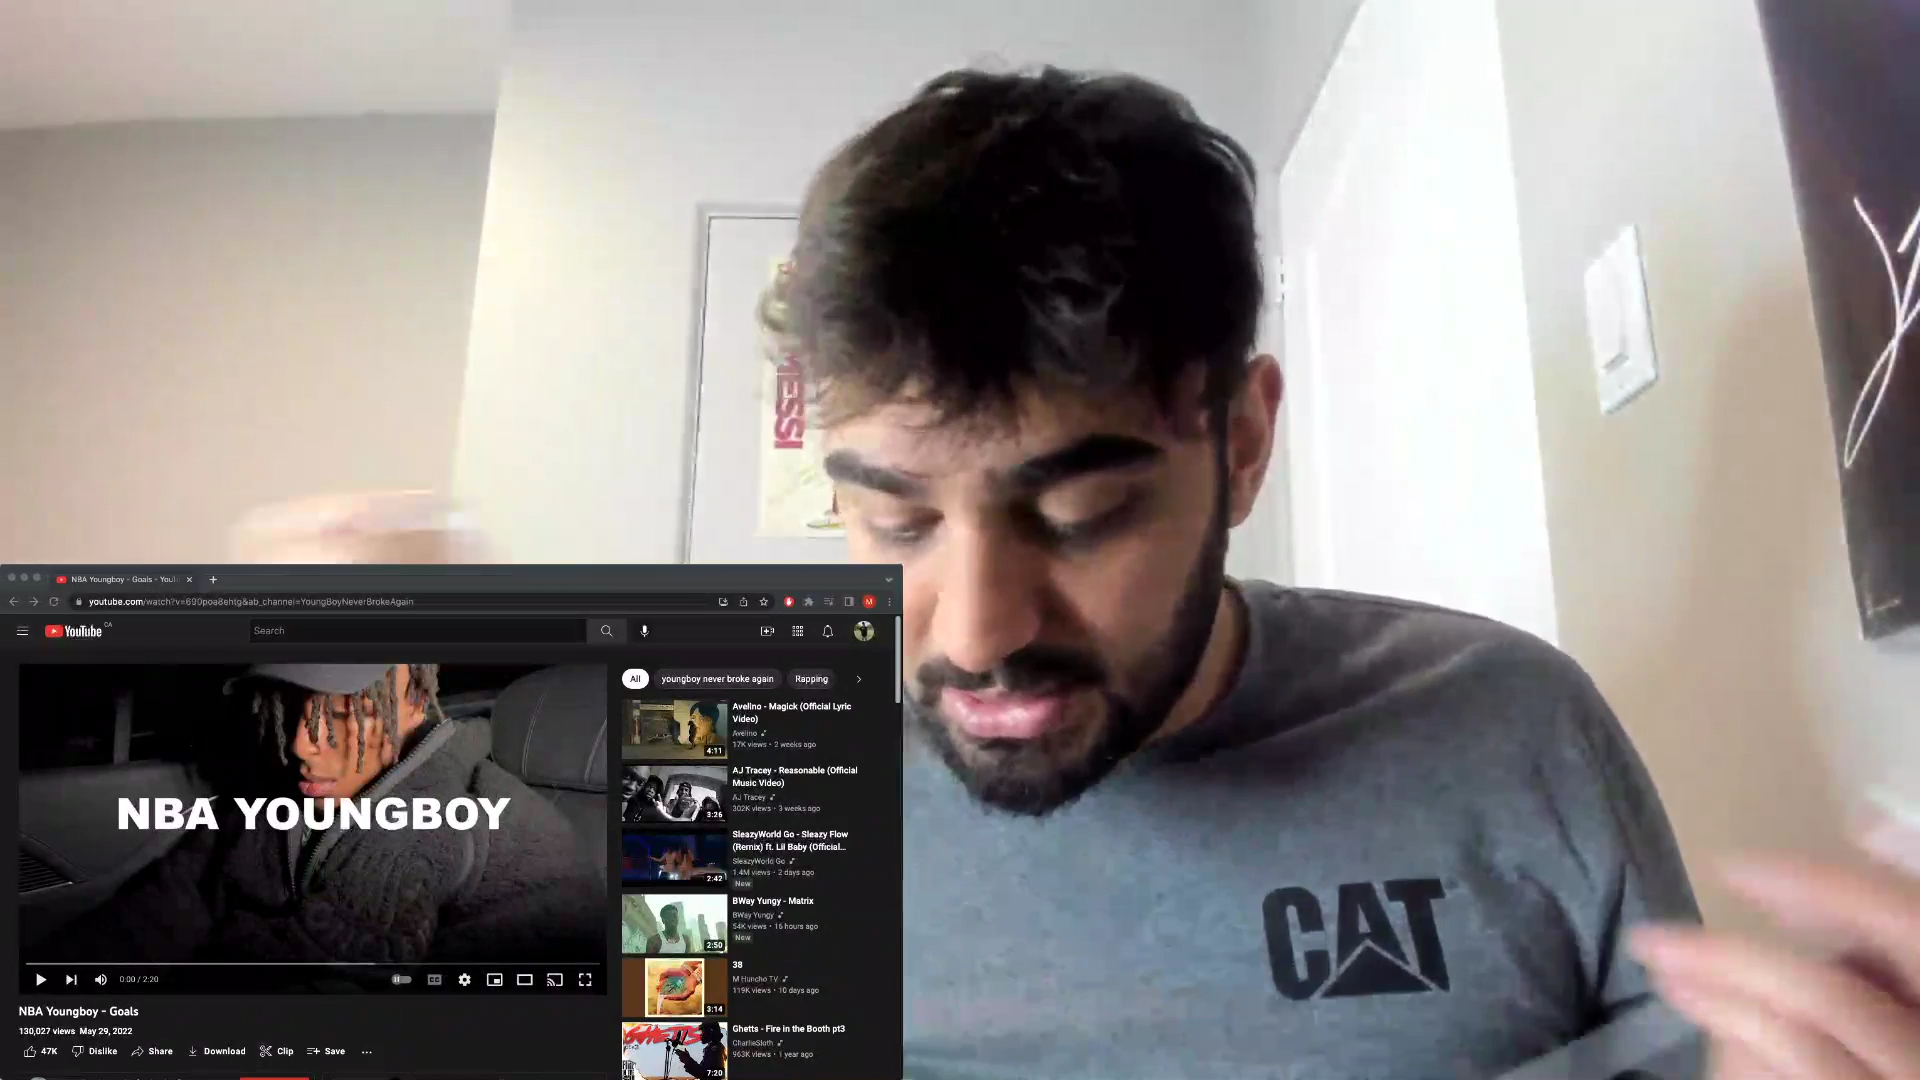 MESSI
CAT
NBA Youngboy - Goals - YouT
youtube.com/watch?v=690poa8ehtg&ab_channel=YoungBoyNeverBrokeAgain
M
YouTube CA
Search
NBA YOUNGBOY
0:00 / 2:20
NBA Youngboy - Goals
130,027 views May 29, 2022
47K Dislike Share Download Clip Save ...
All youngboy never broke again Rapping
Avelino - Magick (Official Lyric
Video)
Avelino
17K views • 2 weeks ago
4:11
AJ Tracey - Reasonable (Official
Music Video)
AJ Tracey
302K views • 3 weeks ago
3:26
SleazyWorld Go - Sleazy Flow
(Remix) ft. Lil Baby (Official...
SleazyWorld Go
1.4M views • 2 days ago
New
2:42
BWay Yungy - Matrix
BWay Yungy
54K views • 16 hours ago
New
2:50
38
M Huncho TV
119K views • 10 days ago
3:14
Ghetts - Fire in the Booth pt3
CharlieSloth
963K views • 1 year ago
GHETTS
7:20